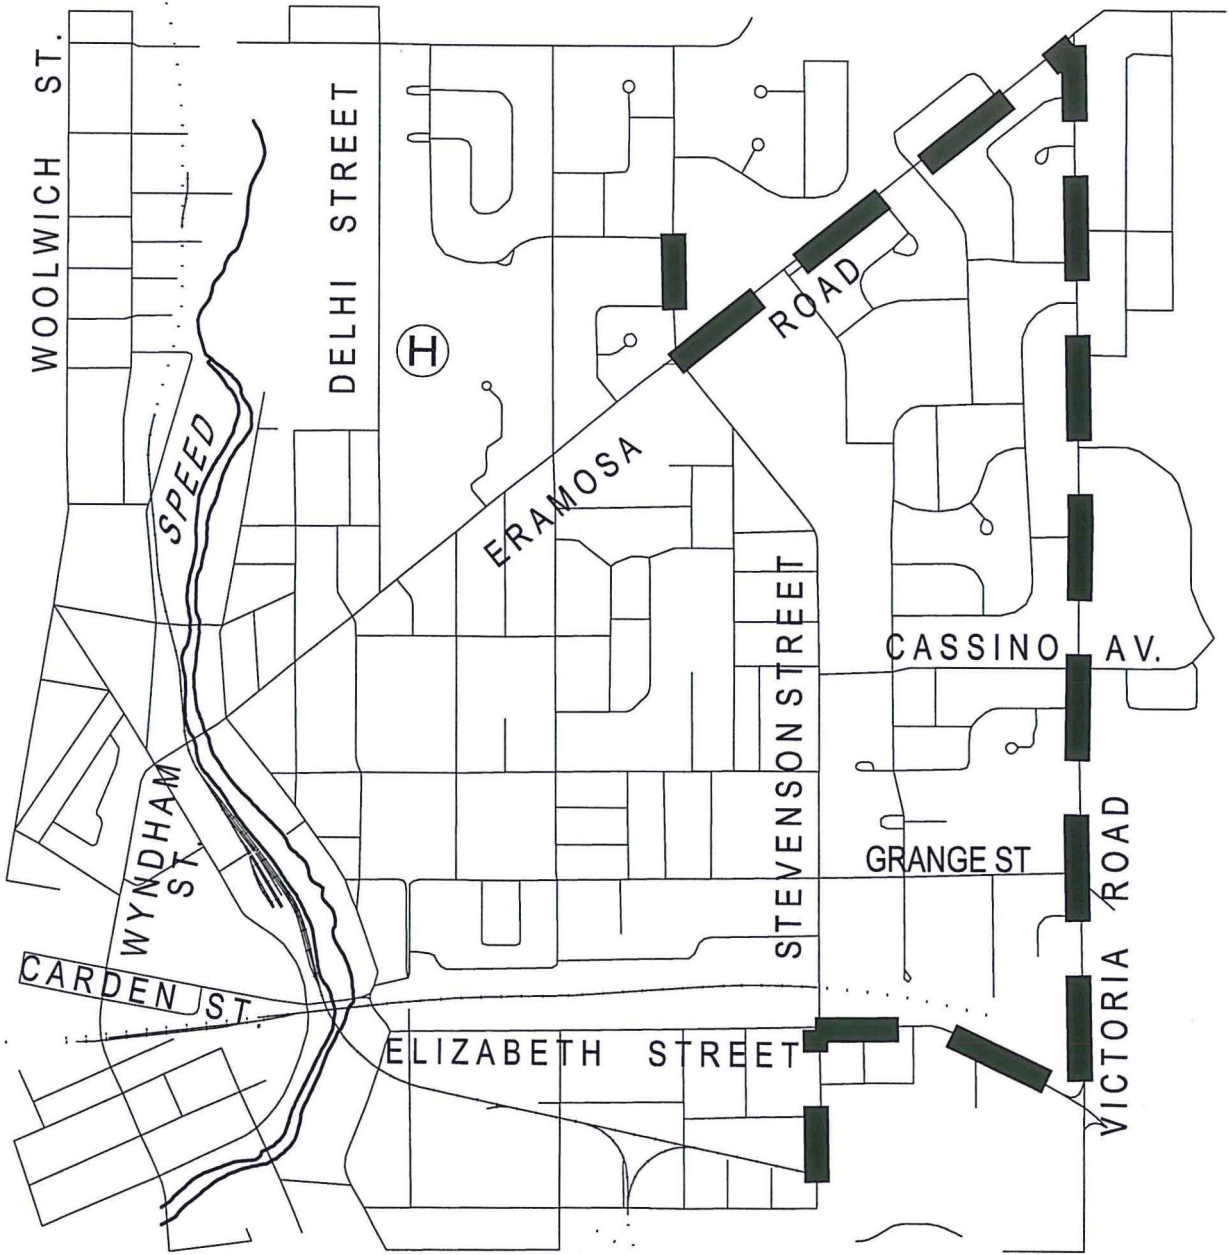 WOOLWICH ST.
DELHI STREET
H
SPEED
ERAMOSA ROAD
STEVENSON STREET
CASSINO AV.
WYNDHAM
ST.
GRANGE ST
VICTORIA ROAD
CARDEN ST.
ELIZABETH STREET